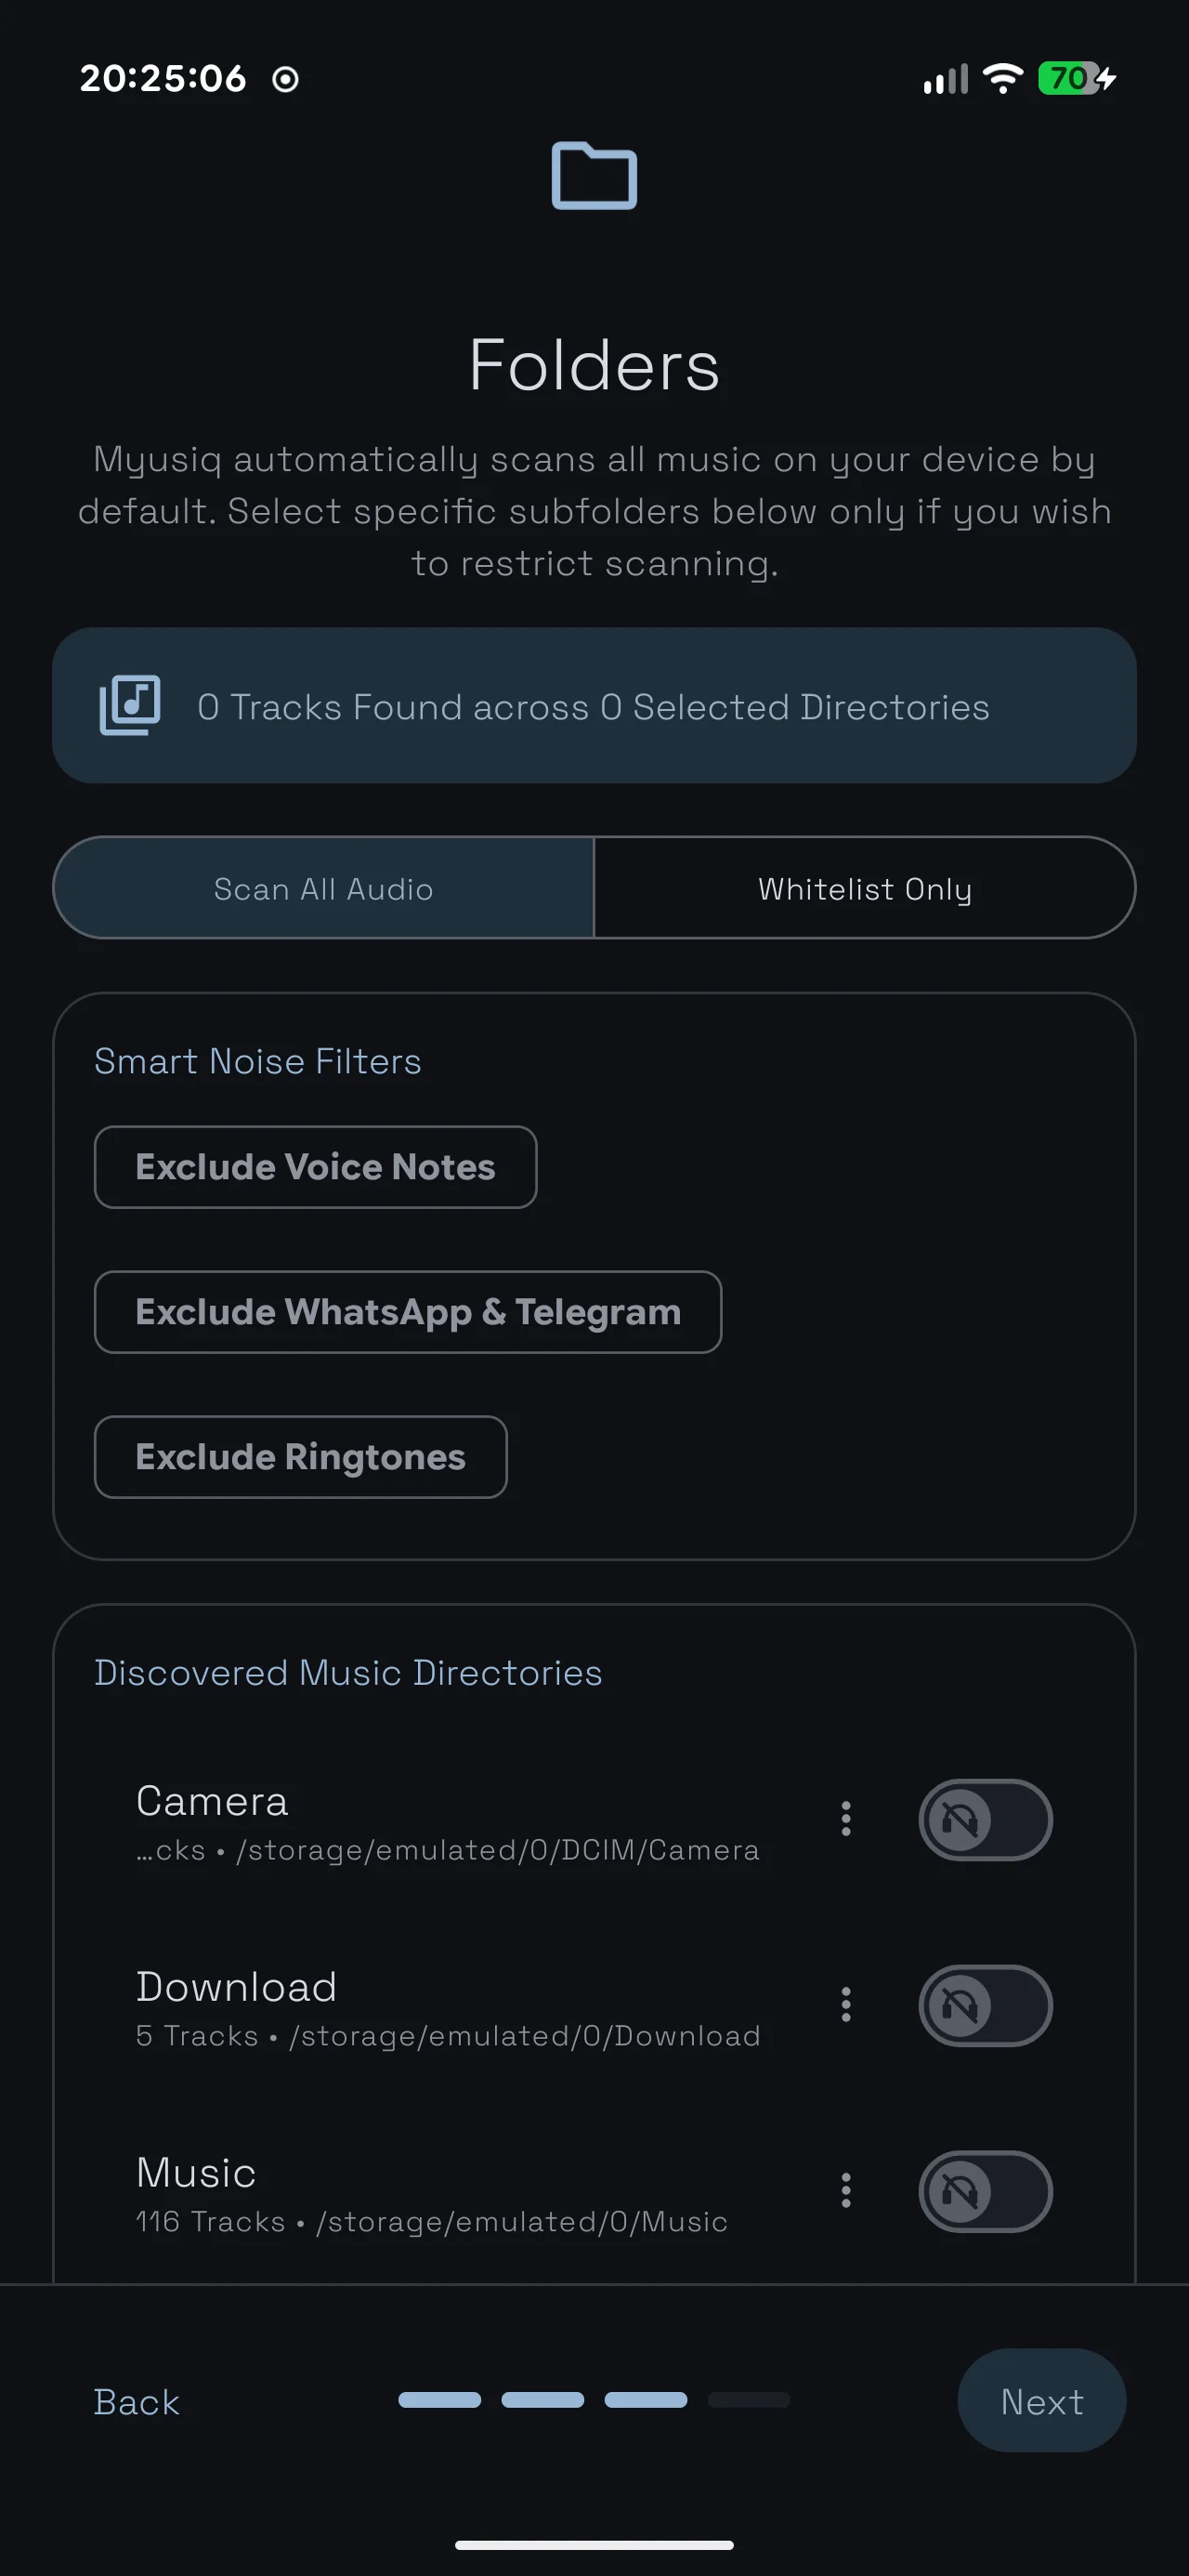 20:25:06
70
Folders
Myusiq automatically scans all music on your device by
default. Select specific subfolders below only if you wish
to restrict scanning.
0 Tracks Found across 0 Selected Directories
Scan All Audio
Whitelist Only
Smart Noise Filters
Exclude Voice Notes
Exclude WhatsApp & Telegram
Exclude Ringtones
Discovered Music Directories
Camera
…cks • /storage/emulated/0/DCIM/Camera
Download
5 Tracks • /storage/emulated/0/Download
Music
116 Tracks • /storage/emulated/0/Music
Back
Next